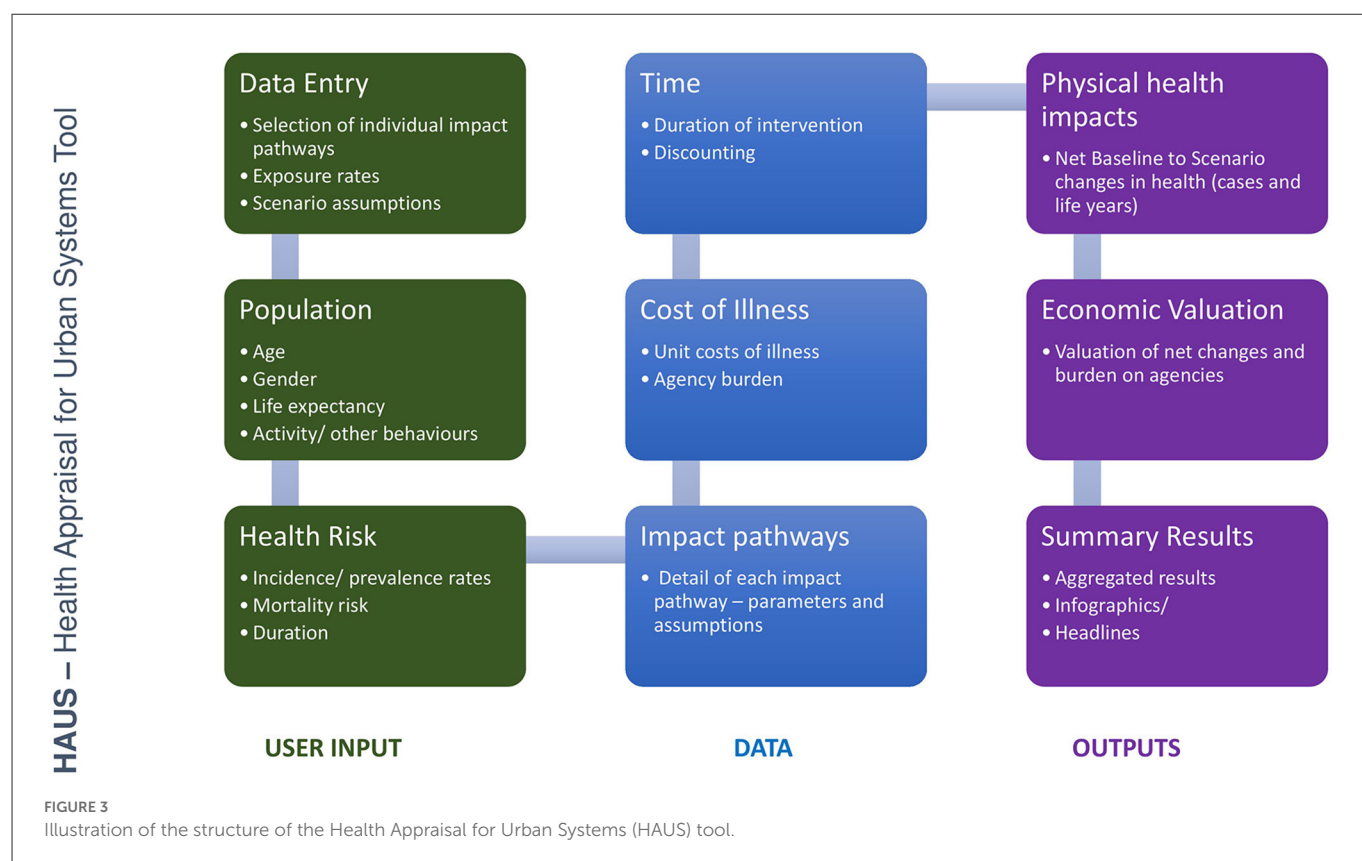 HAUS – Health Appraisal for Urban Systems Tool
Data Entry
• Selection of individual impact
pathways
• Exposure rates
• Scenario assumptions
Population
• Age
• Gender
• Life expectancy
• Activity/ other behaviours
Health Risk
• Incidence/ prevalence rates
• Mortality risk
• Duration
USER INPUT
Time
• Duration of intervention
• Discounting
Cost of Illness
• Unit costs of illness
• Agency burden
Impact pathways
• Detail of each impact
pathway – parameters and
assumptions
DATA
Physical health
impacts
• Net Baseline to Scenario
changes in health (cases and
life years)
Economic Valuation
• Valuation of net changes and
burden on agencies
Summary Results
• Aggregated results
• Infographics/
• Headlines
OUTPUTS
FIGURE 3
Illustration of the structure of the Health Appraisal for Urban Systems (HAUS) tool.